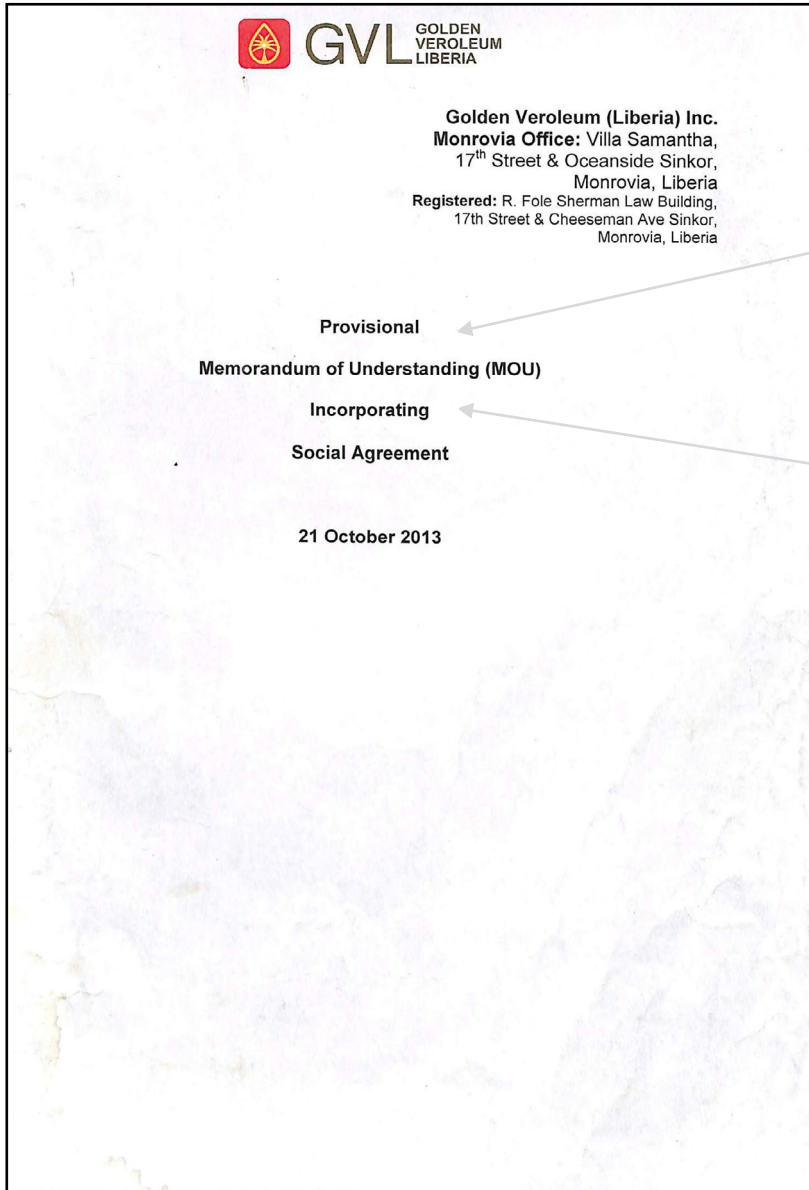 GVL GOLDEN
VEROLEUM
LIBERIA
Golden Veroleum (Liberia) Inc.
Monrovia Office: Villa Samantha,
17th Street & Oceanside Sinkor,
Monrovia, Liberia
Registered: R. Fole Sherman Law Building,
17th Street & Cheeseman Ave Sinkor,
Monrovia, Liberia
Provisional
Memorandum of Understanding (MOU)
Incorporating
Social Agreement
21 October 2013